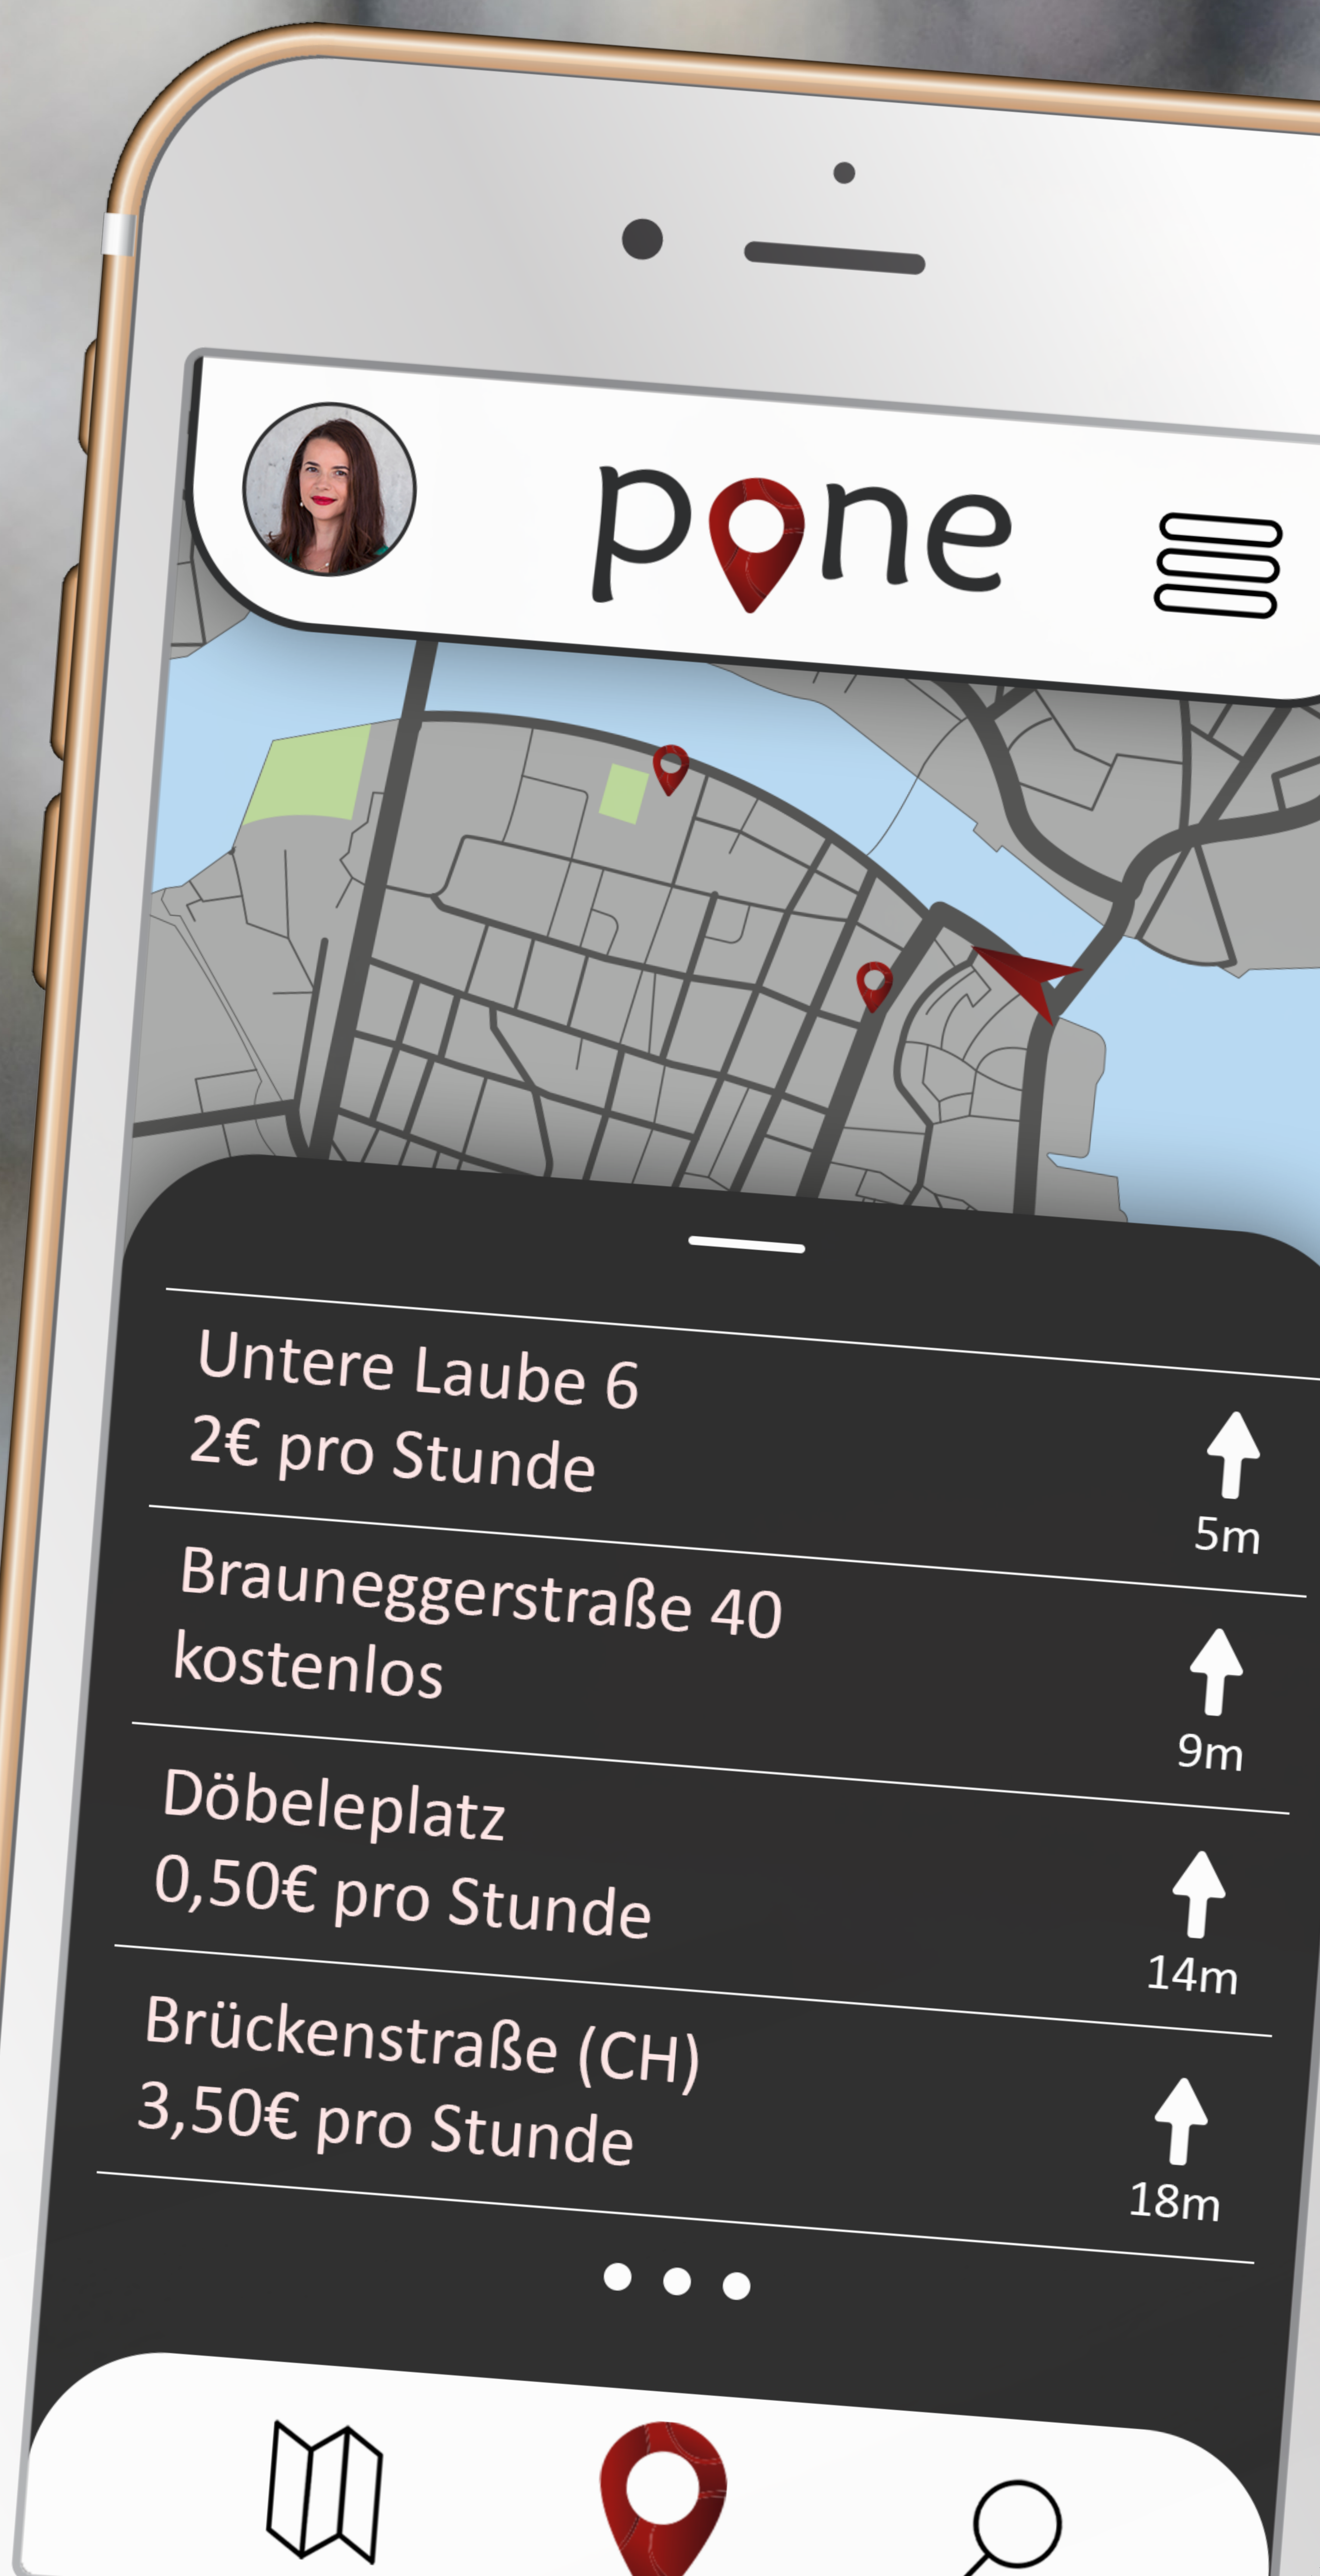 pone
Untere Laube 6
2€ pro Stunde
5m
Brauneggerstraße 40
kostenlos
9m
Döbeleplatz
0,50€ pro Stunde
14m
Brückenstraße (CH)
3,50€ pro Stunde
18m